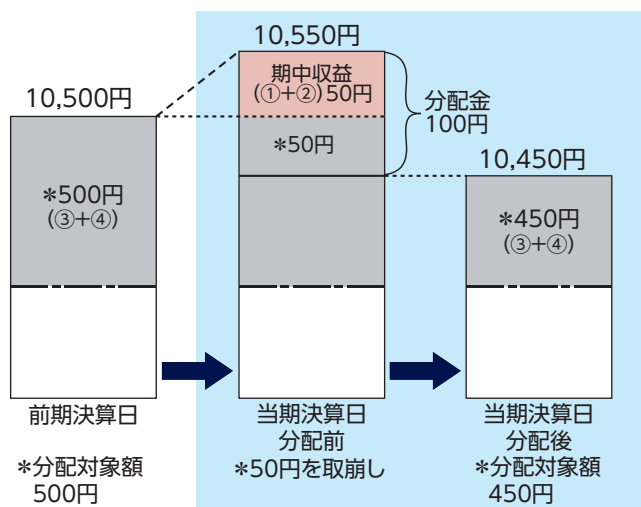 10,550円
期中収益
(①+②)50円
分配金
100円
10,500円
*50円
10,450円
*500円
(③+④)
*450円
(③+④)
前期決算日
当期決算日
分配前
当期決算日
分配後
*分配対象額
500円
*50円を取崩し
*分配対象額
450円